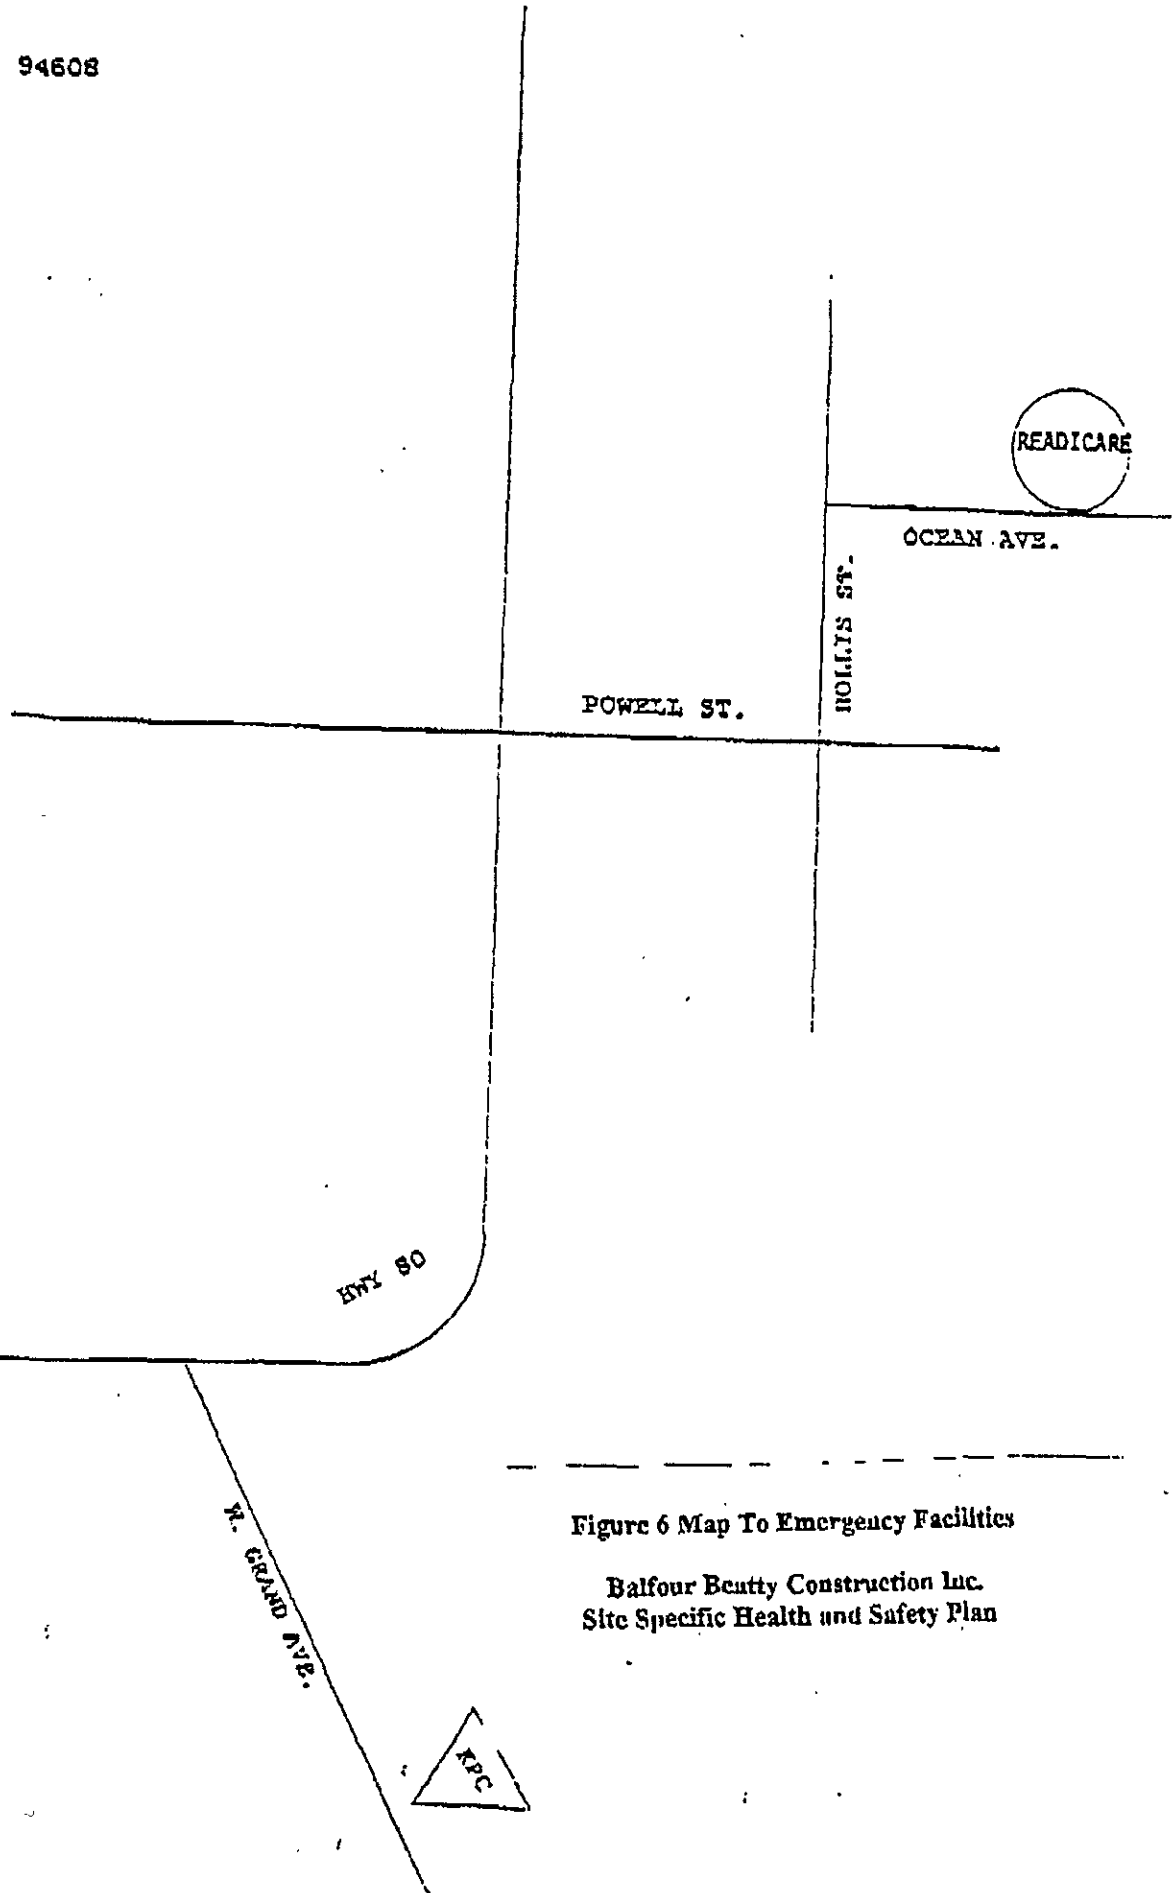 94608
READICARE
OCEAN AVE.
HOLLIS ST.
POWELL ST.
HWY 80
W. GRAND AVE.
Figure 6 Map To Emergency Facilities
Balfour Beatty Construction Inc.
Site Specific Health and Safety Plan
KPC